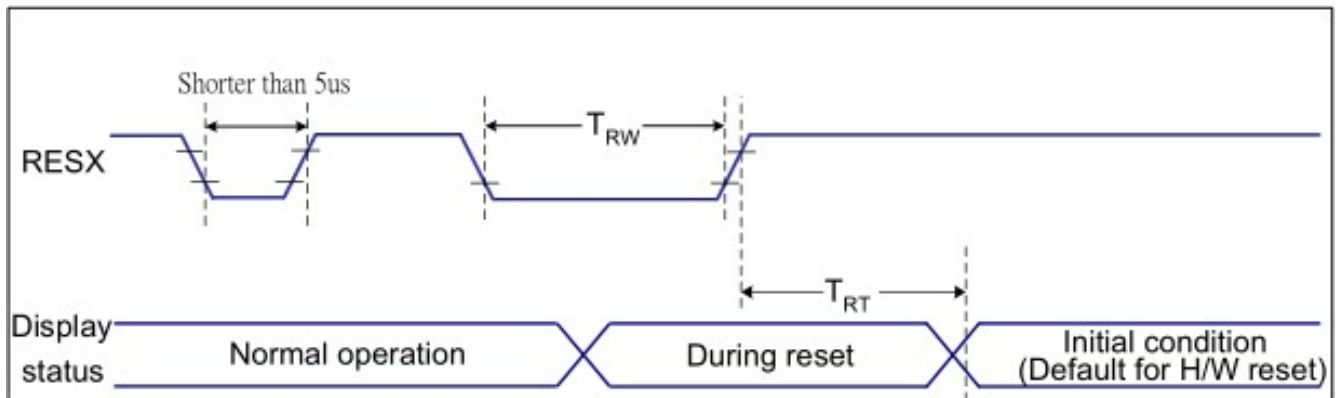 Shorter than 5us
RESX
TRW
TRT
Display
status
Normal operation
During reset
Initial condition
(Default for H/W reset)